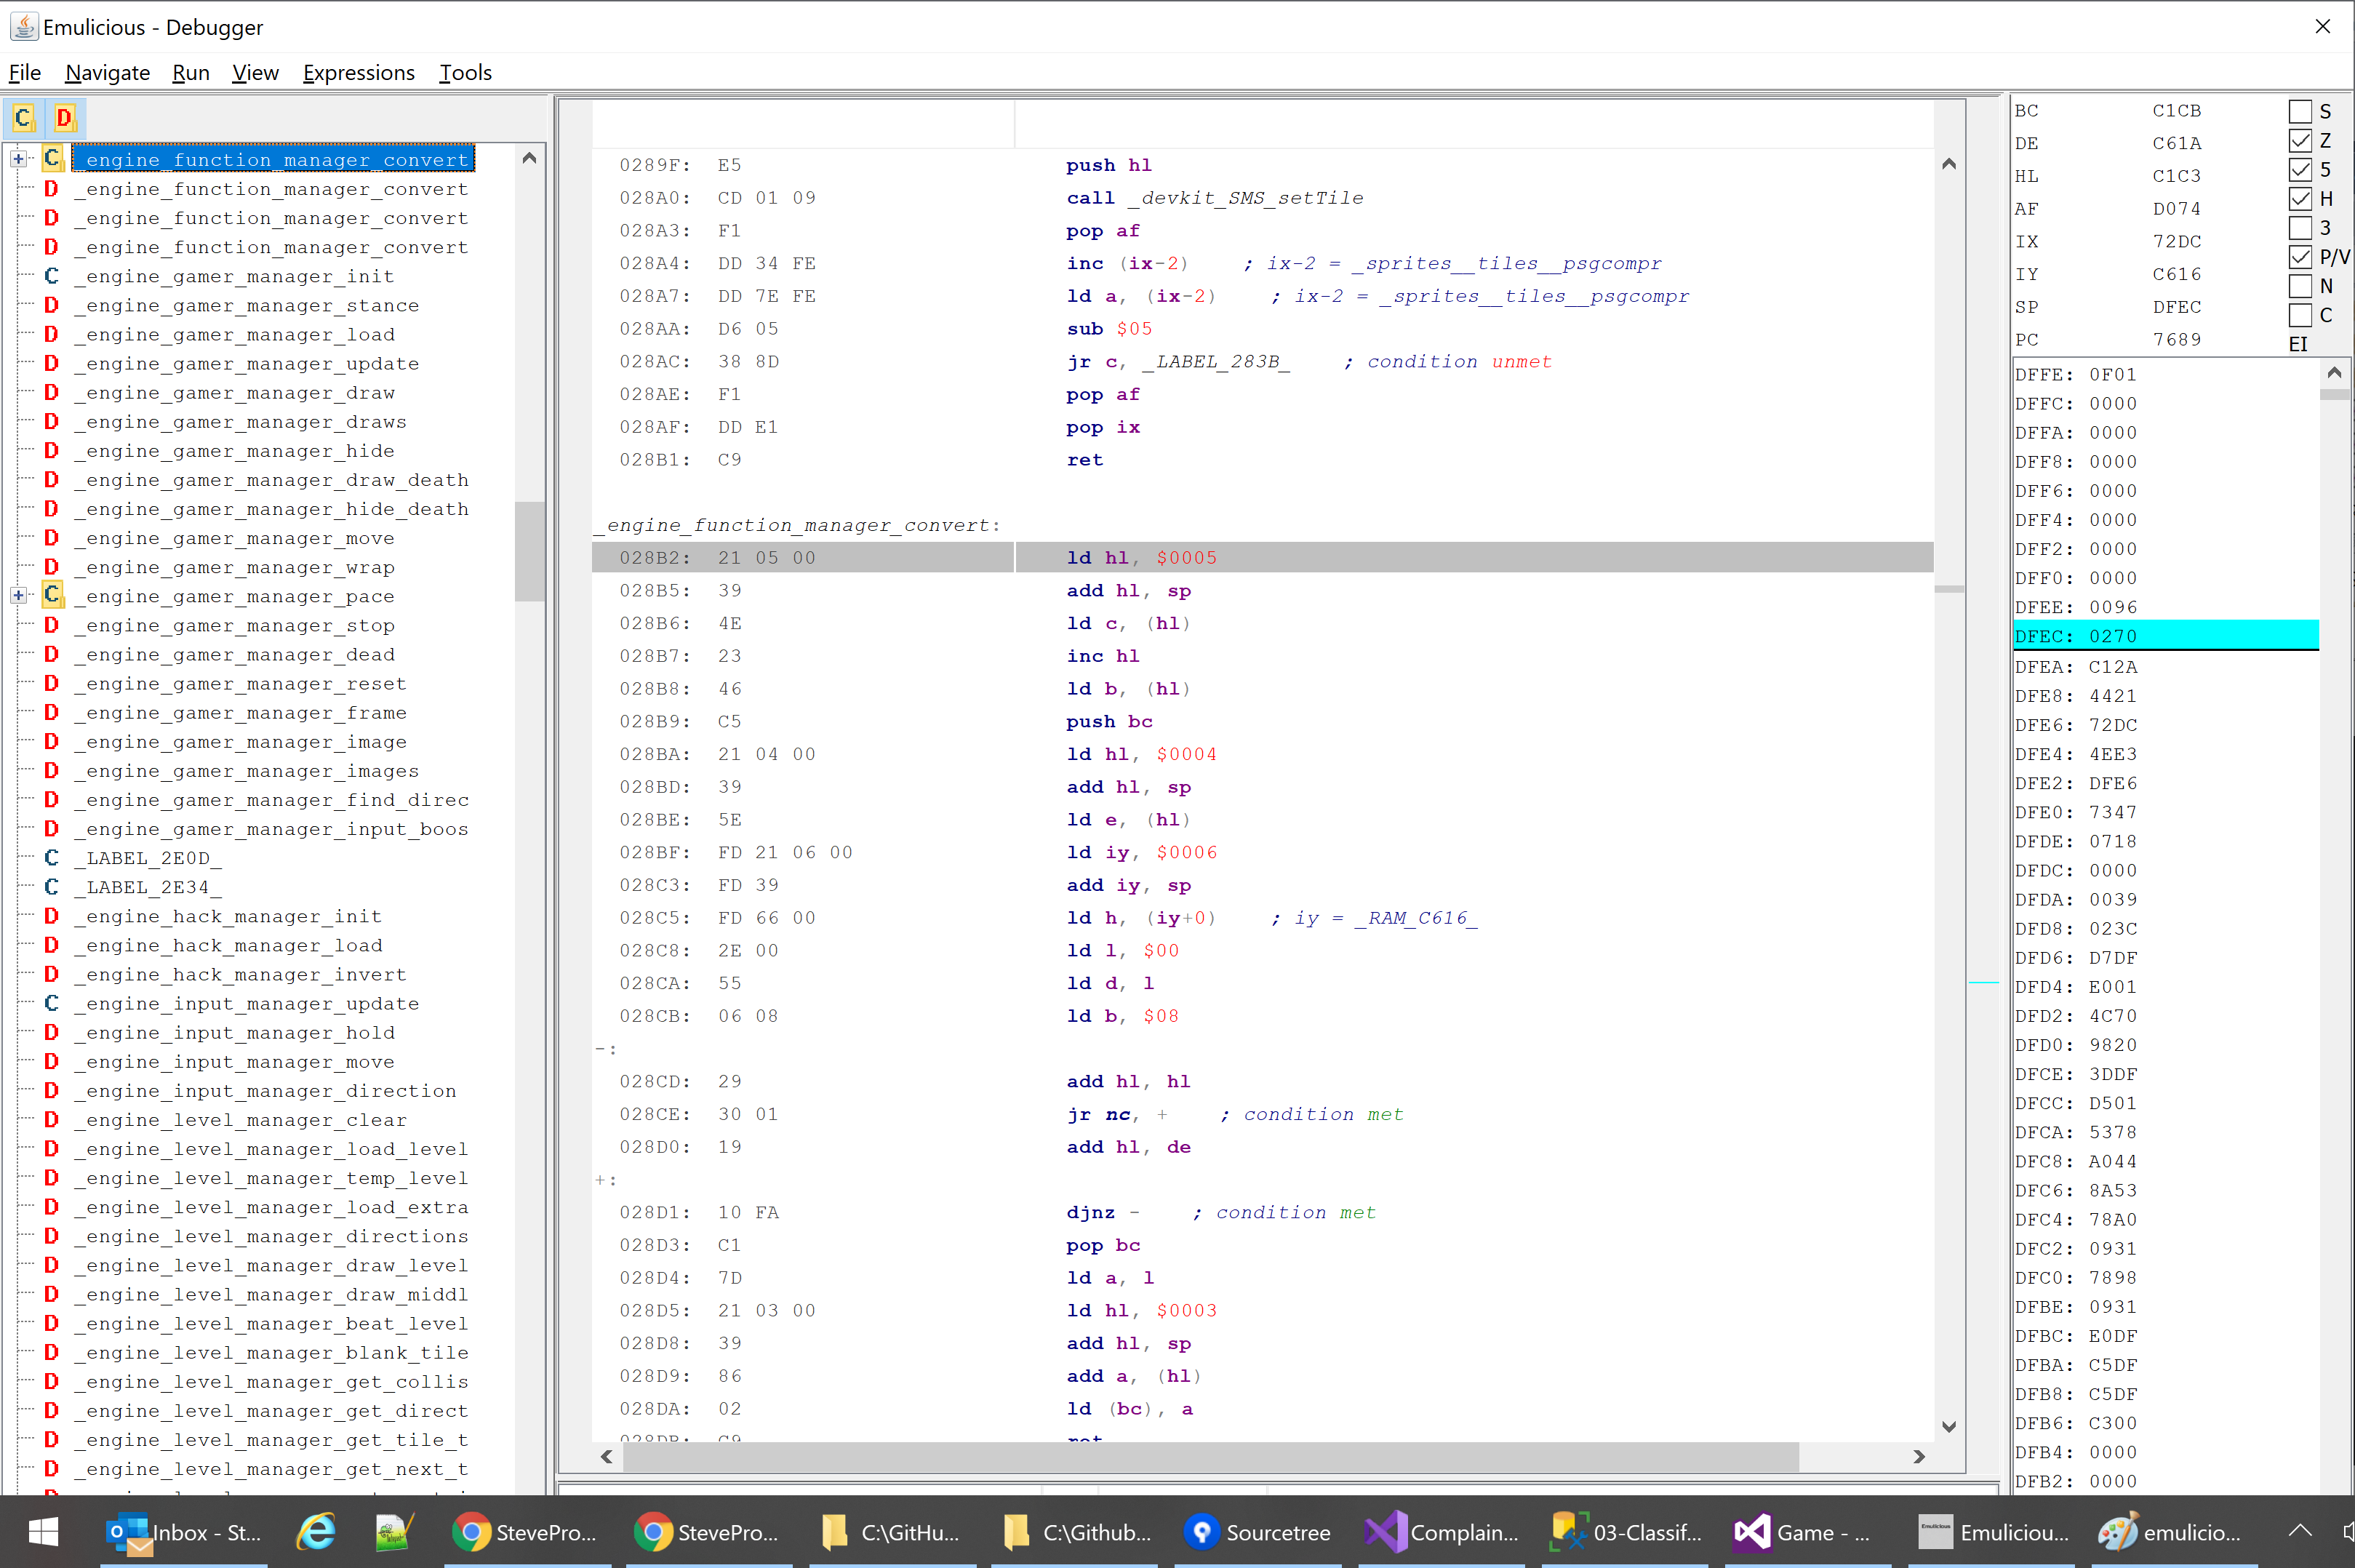 Emulicious - Debugger
File Navigate Run View Expressions Tools
C D
C _engine_function_manager_convert
D _engine_function_manager_convert
D _engine_function_manager_convert
D _engine_function_manager_convert
C _engine_gamer_manager_init
D _engine_gamer_manager_stance
D _engine_gamer_manager_load
D _engine_gamer_manager_update
D _engine_gamer_manager_draw
D _engine_gamer_manager_draws
D _engine_gamer_manager_hide
D _engine_gamer_manager_draw_death
D _engine_gamer_manager_hide_death
D _engine_gamer_manager_move
D _engine_gamer_manager_wrap
C _engine_gamer_manager_pace
D _engine_gamer_manager_stop
D _engine_gamer_manager_dead
D _engine_gamer_manager_reset
D _engine_gamer_manager_frame
D _engine_gamer_manager_image
D _engine_gamer_manager_images
D _engine_gamer_manager_find_direc
D _engine_gamer_manager_input_boos
C _LABEL_2E0D_
C _LABEL_2E34_
D _engine_hack_manager_init
D _engine_hack_manager_load
D _engine_hack_manager_invert
C _engine_input_manager_update
D _engine_input_manager_hold
D _engine_input_manager_move
D _engine_input_manager_direction
D _engine_level_manager_clear
D _engine_level_manager_load_level
D _engine_level_manager_temp_level
D _engine_level_manager_load_extra
D _engine_level_manager_directions
D _engine_level_manager_draw_level
D _engine_level_manager_draw_middl
D _engine_level_manager_beat_level
D _engine_level_manager_blank_tile
D _engine_level_manager_get_collis
D _engine_level_manager_get_direct
D _engine_level_manager_get_tile_t
D _engine_level_manager_get_next_t
0289F: E5 push hl
028A0: CD 01 09 call _devkit_SMS_setTile
028A3: F1 pop af
028A4: DD 34 FE inc (ix-2) ; ix-2 = _sprites__tiles__psgcompr
028A7: DD 7E FE ld a, (ix-2) ; ix-2 = _sprites__tiles__psgcompr
028AA: D6 05 sub $05
028AC: 38 8D jr c, _LABEL_283B_ ; condition unmet
028AE: F1 pop af
028AF: DD E1 pop ix
028B1: C9 ret
_engine_function_manager_convert:
028B2: 21 05 00 ld hl, $0005
028B5: 39 add hl, sp
028B6: 4E ld c, (hl)
028B7: 23 inc hl
028B8: 46 ld b, (hl)
028B9: C5 push bc
028BA: 21 04 00 ld hl, $0004
028BD: 39 add hl, sp
028BE: 5E ld e, (hl)
028BF: FD 21 06 00 ld iy, $0006
028C3: FD 39 add iy, sp
028C5: FD 66 00 ld h, (iy+0) ; iy = _RAM_C616_
028C8: 2E 00 ld l, $00
028CA: 55 ld d, l
028CB: 06 08 ld b, $08
-:
028CD: 29 add hl, hl
028CE: 30 01 jr nc, + ; condition met
028D0: 19 add hl, de
+:
028D1: 10 FA djnz - ; condition met
028D3: C1 pop bc
028D4: 7D ld a, l
028D5: 21 03 00 ld hl, $0003
028D8: 39 add hl, sp
028D9: 86 add a, (hl)
028DA: 02 ld (bc), a
028DB: C9 ret
BC C1CB S
DE C61A Z
HL C1C3 5
AF D074 H
IX 72DC 3
IY C616 P/V
SP DFEC N
PC 7689 C
EI
DFFE: 0F01
DFFC: 0000
DFFA: 0000
DFF8: 0000
DFF6: 0000
DFF4: 0000
DFF2: 0000
DFF0: 0000
DFEE: 0096
DFEC: 0270
DFEA: C12A
DFE8: 4421
DFE6: 72DC
DFE4: 4EE3
DFE2: DFE6
DFE0: 7347
DFDE: 0718
DFDC: 0000
DFDA: 0039
DFD8: 023C
DFD6: D7DF
DFD4: E001
DFD2: 4C70
DFD0: 9820
DFCE: 3DDF
DFCC: D501
DFCA: 5378
DFC8: A044
DFC6: 8A53
DFC4: 78A0
DFC2: 0931
DFC0: 7898
DFBE: 0931
DFBC: E0DF
DFBA: C5DF
DFB8: C5DF
DFB6: C300
DFB4: 0000
DFB2: 0000
Inbox - St... StevePro... StevePro... C:\GitHu... C:\Github... Sourcetree Complain... 03-Classif... Game - ... Emuliciou... emulicio...